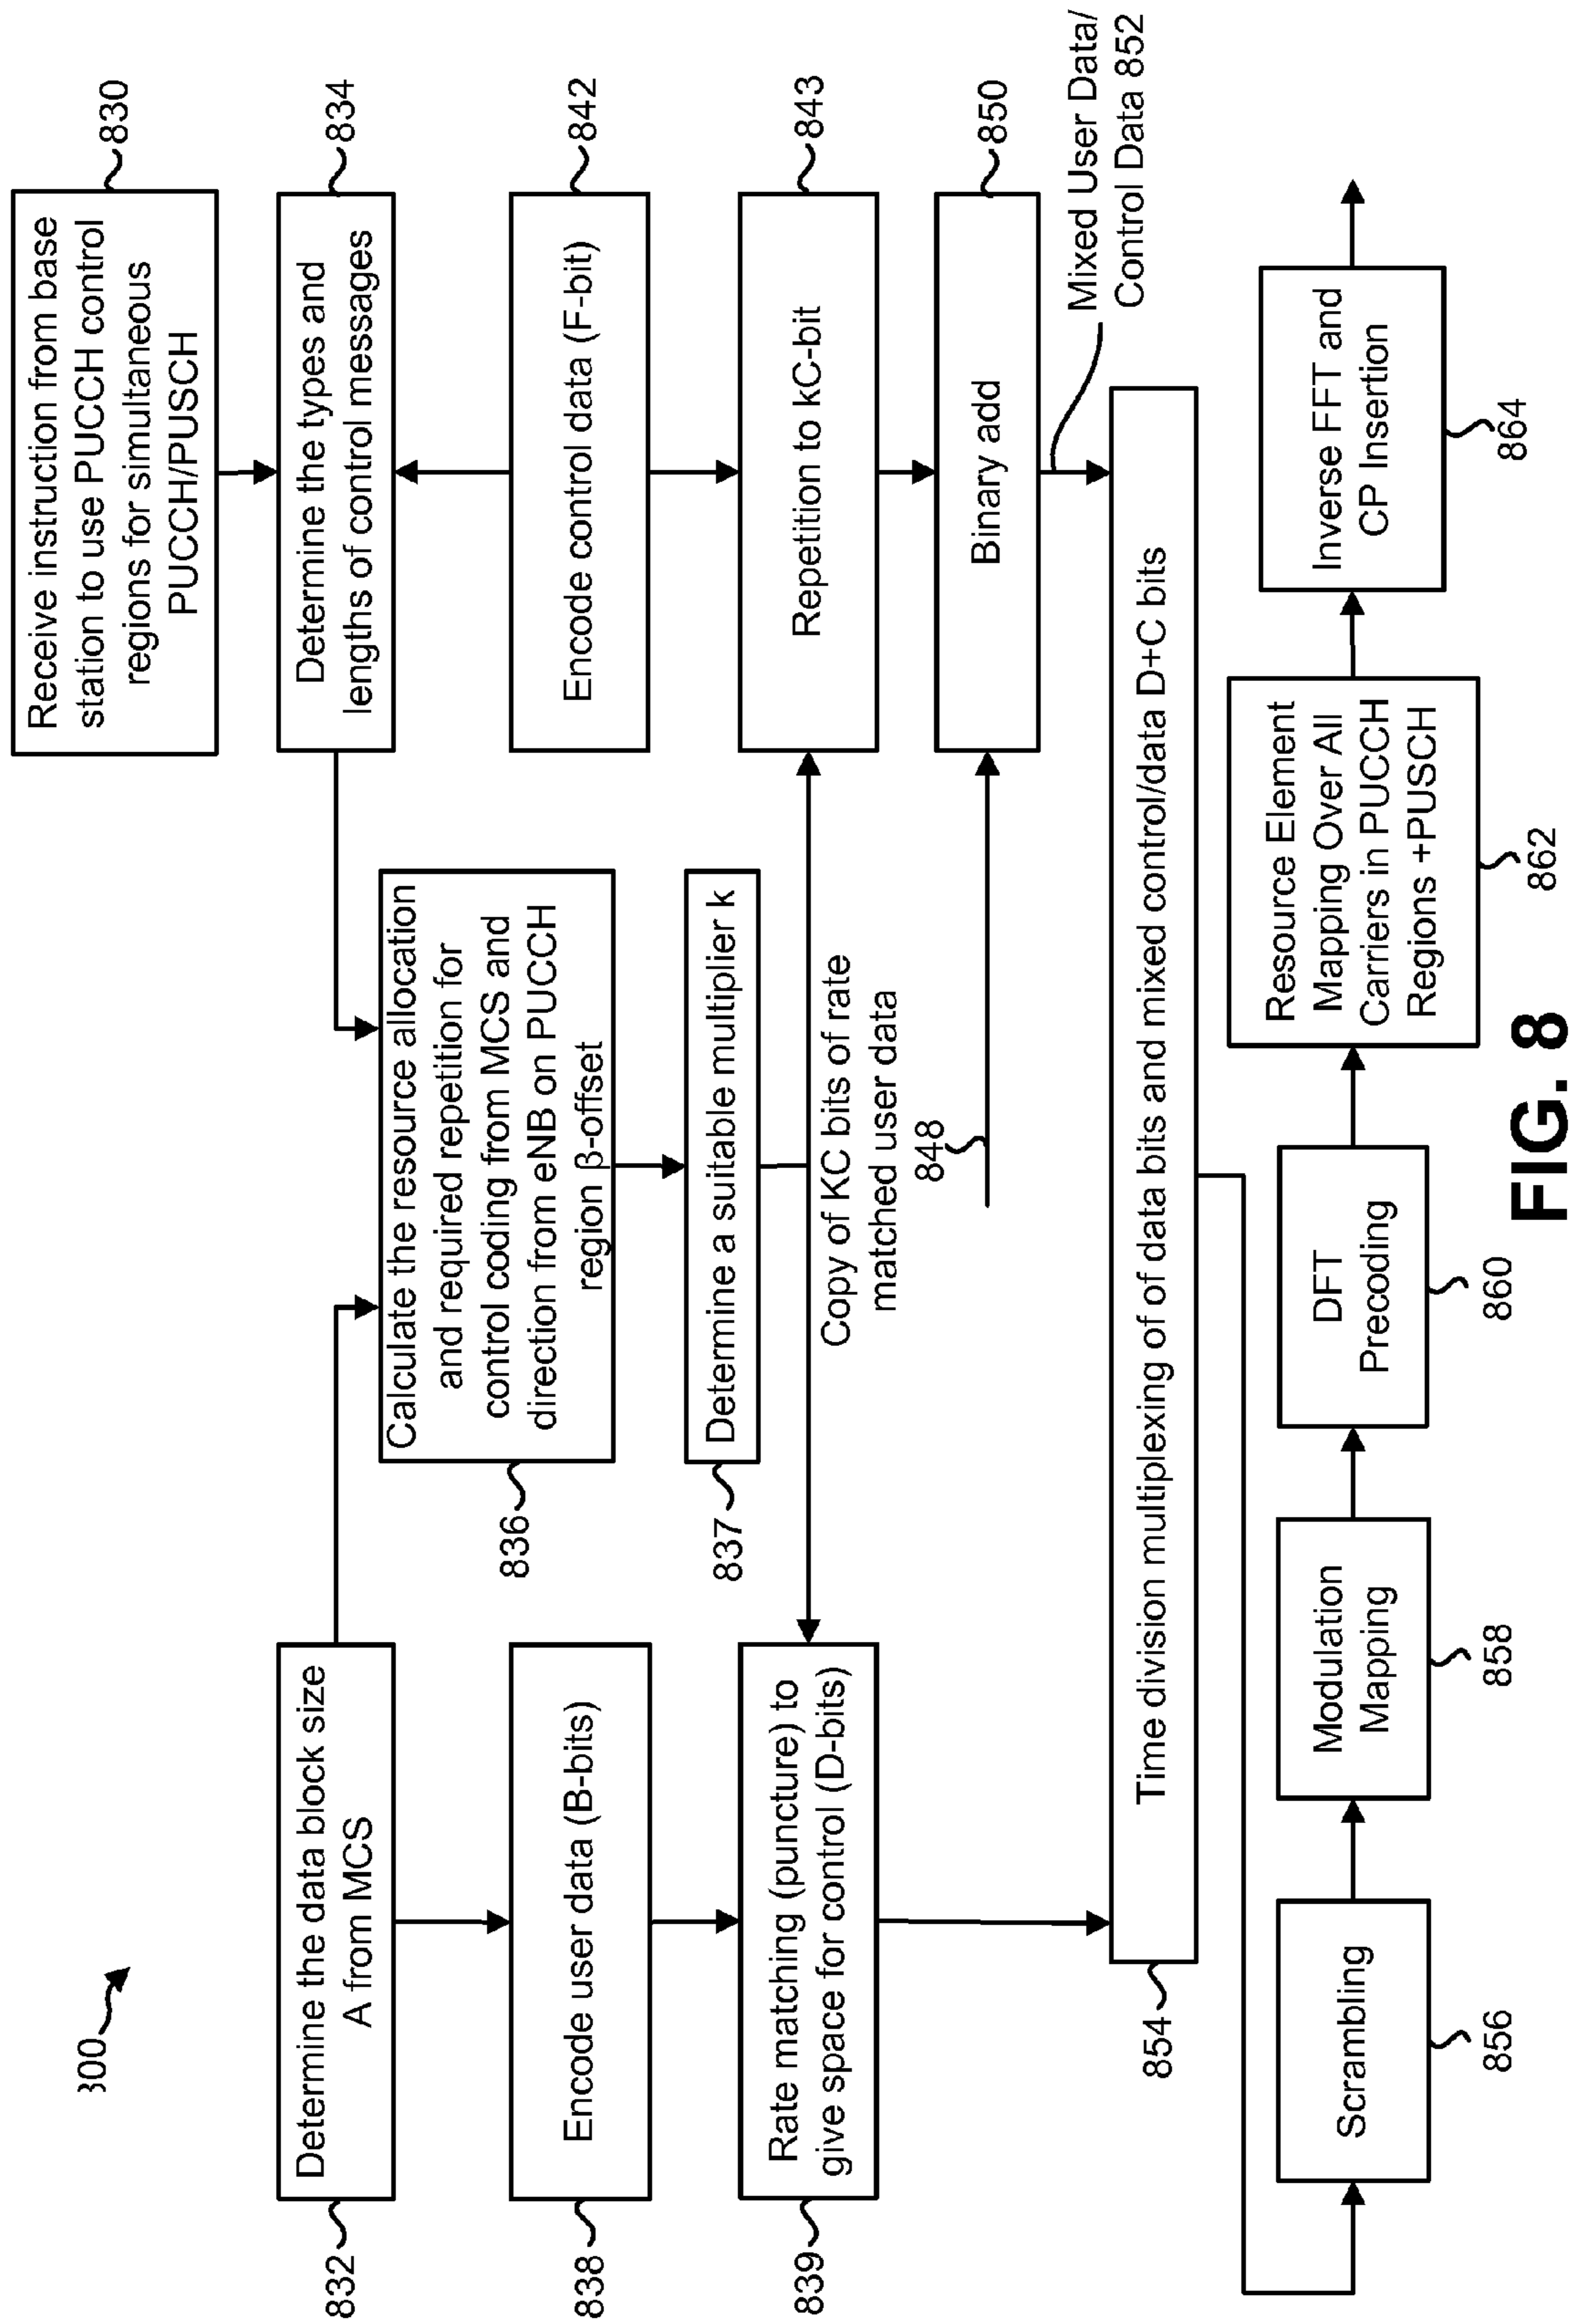 800
Receive instruction from base
station to use PUCCH control
regions for simultaneous
PUCCH/PUSCH
830
832
Determine the data block size
A from MCS
Determine the types and
lengths of control messages
834
836
Calculate the resource allocation
and required repetition for
control coding from MCS and
direction from eNB on PUCCH
region β-offset
838
Encode user data (B-bits)
Encode control data (F-bit)
842
837
Determine a suitable multiplier k
839
Rate matching (puncture) to
give space for control (D-bits)
Copy of KC bits of rate
matched user data
848
Repetition to kC-bit
843
Binary add
850
Mixed User Data/
Control Data 852
854
Time division multiplexing of of data bits and mixed control/data D+C bits
Scrambling
856
Modulation
Mapping
858
DFT
Precoding
860
Resource Element
Mapping Over All
Carriers in PUCCH
Regions +PUSCH
862
Inverse FFT and
CP Insertion
864
FIG. 8